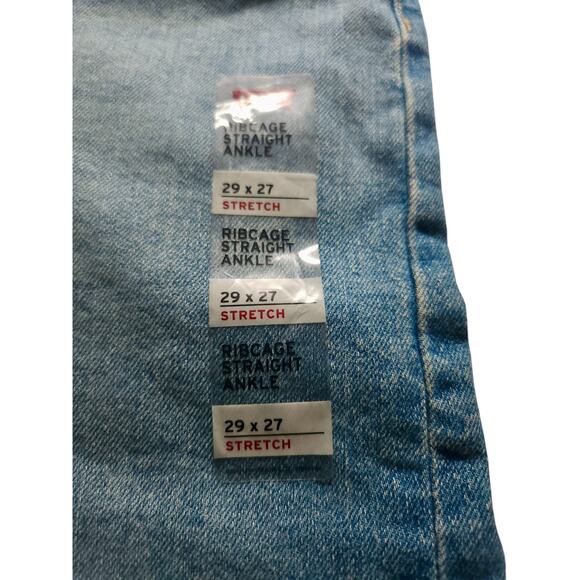 RIBCAGE
STRAIGHT
ANKLE
29 x 27
STRETCH
RIBCAGE
STRAIGHT
ANKLE
29 x 27
STRETCH
RIBCAGE
STRAIGHT
ANKLE
29 x 27
STRETCH